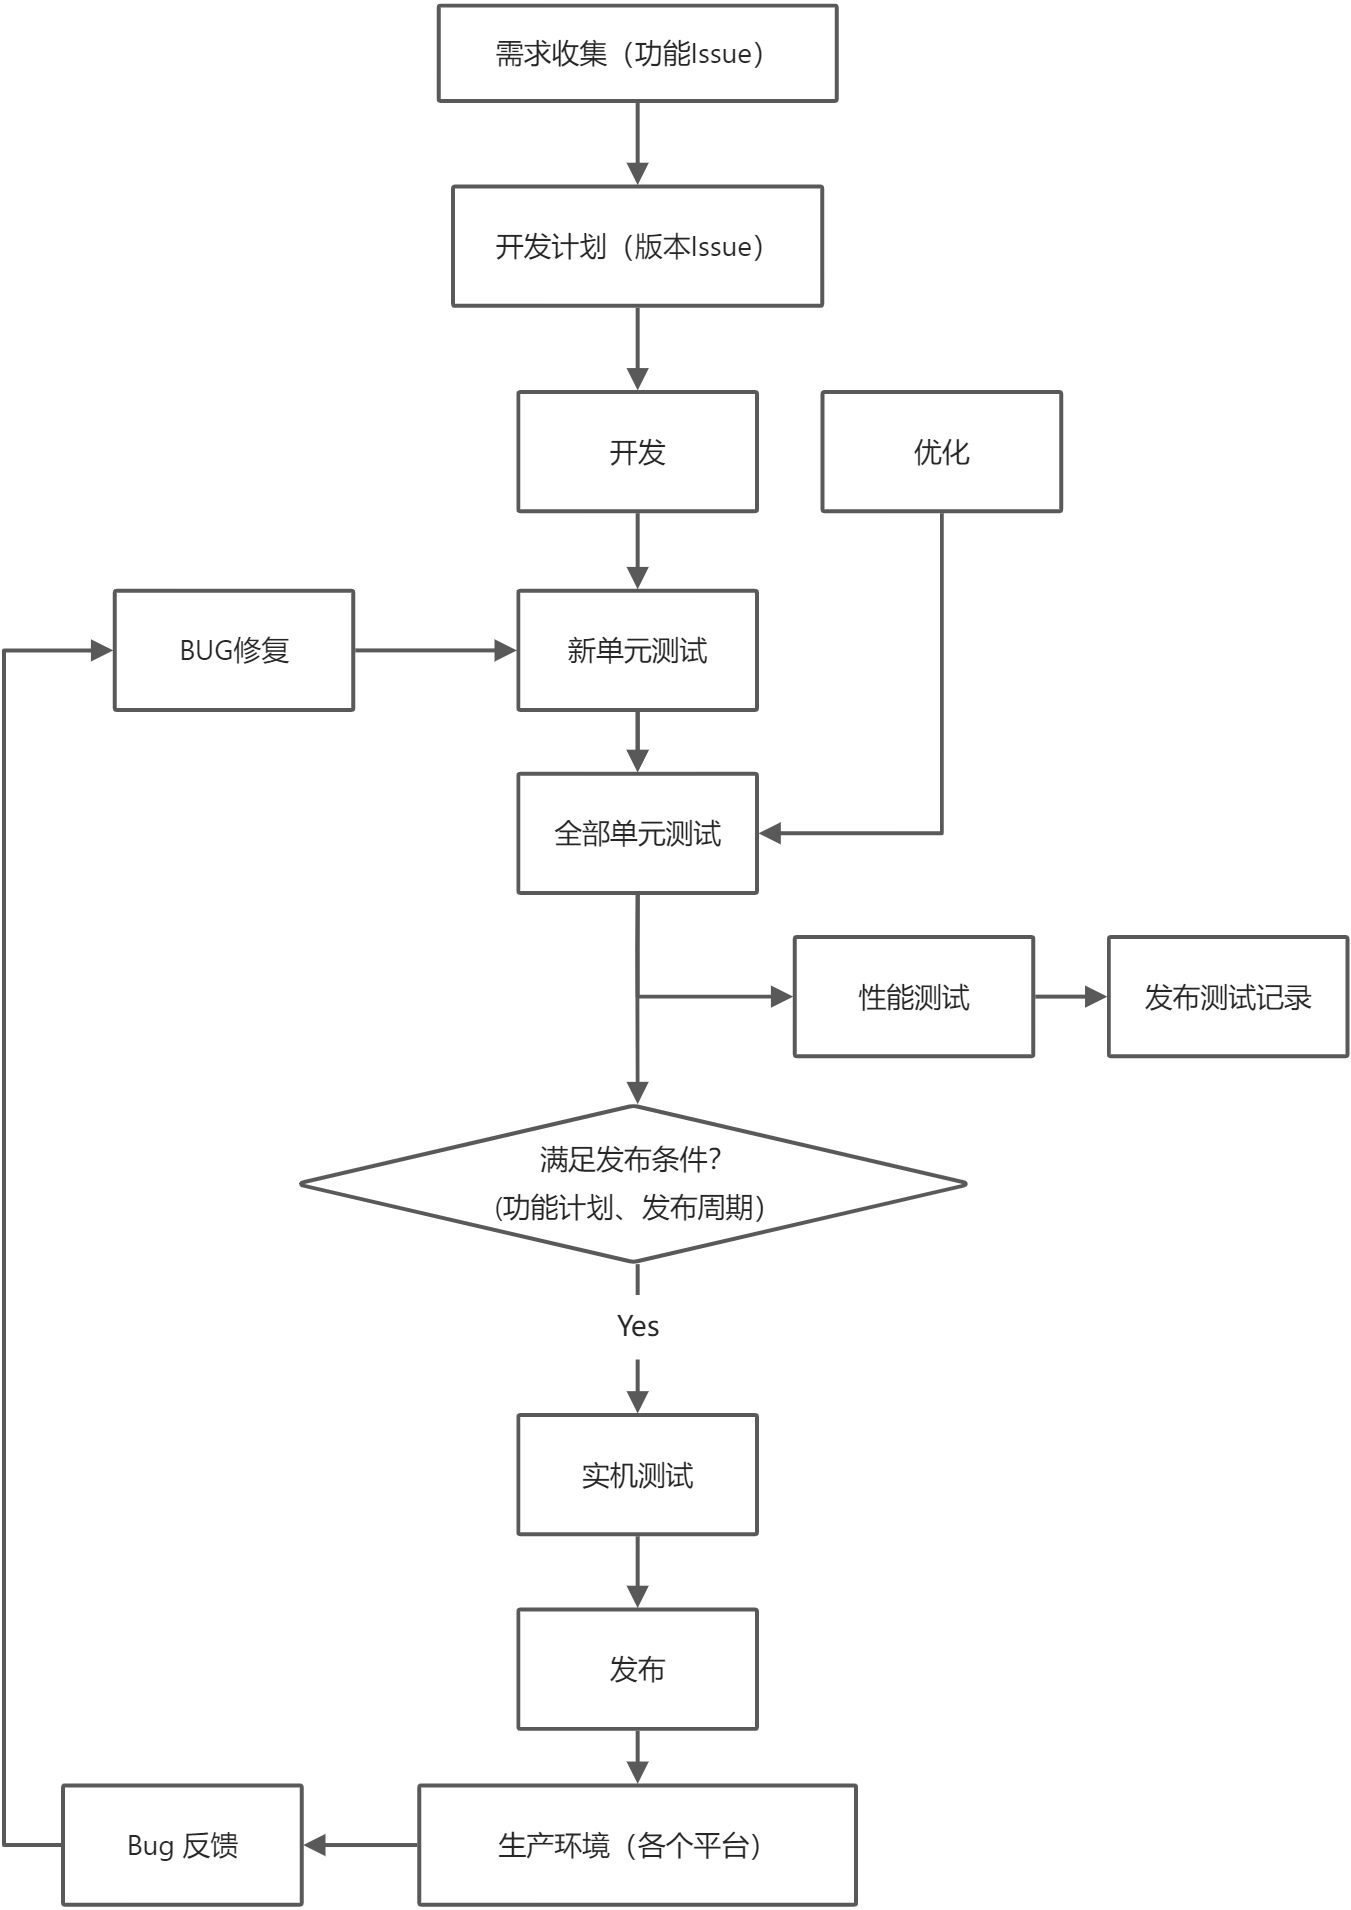 需求收集（功能Issue）
开发计划（版本Issue）
开发
优化
BUG修复
新单元测试
全部单元测试
性能测试
发布测试记录
满足发布条件?
(功能计划、发布周期）
Yes
实机测试
发布
Bug 反馈
生产环境（各个平台）